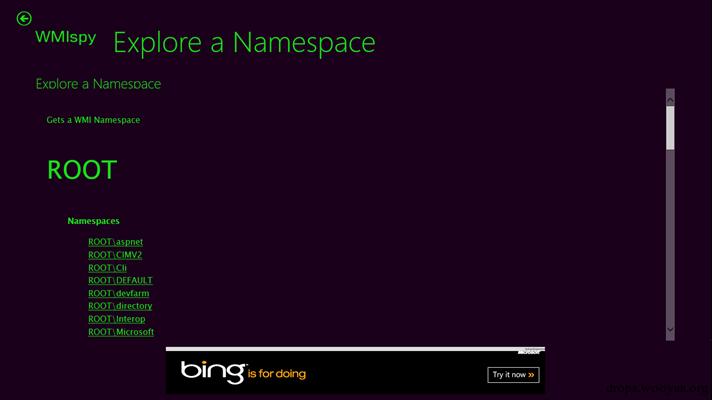 WMIspy
Explore a Namespace
Explore a Namespace
Gets a WMI Namespace
ROOT
Namespaces
ROOT\aspnet
ROOT\CIMV2
ROOT\Cli
ROOT\DEFAULT
ROOT\devfarm
ROOT\directory
ROOT\Interop
ROOT\Microsoft
Microsoft
bing is for doing
Try it now »